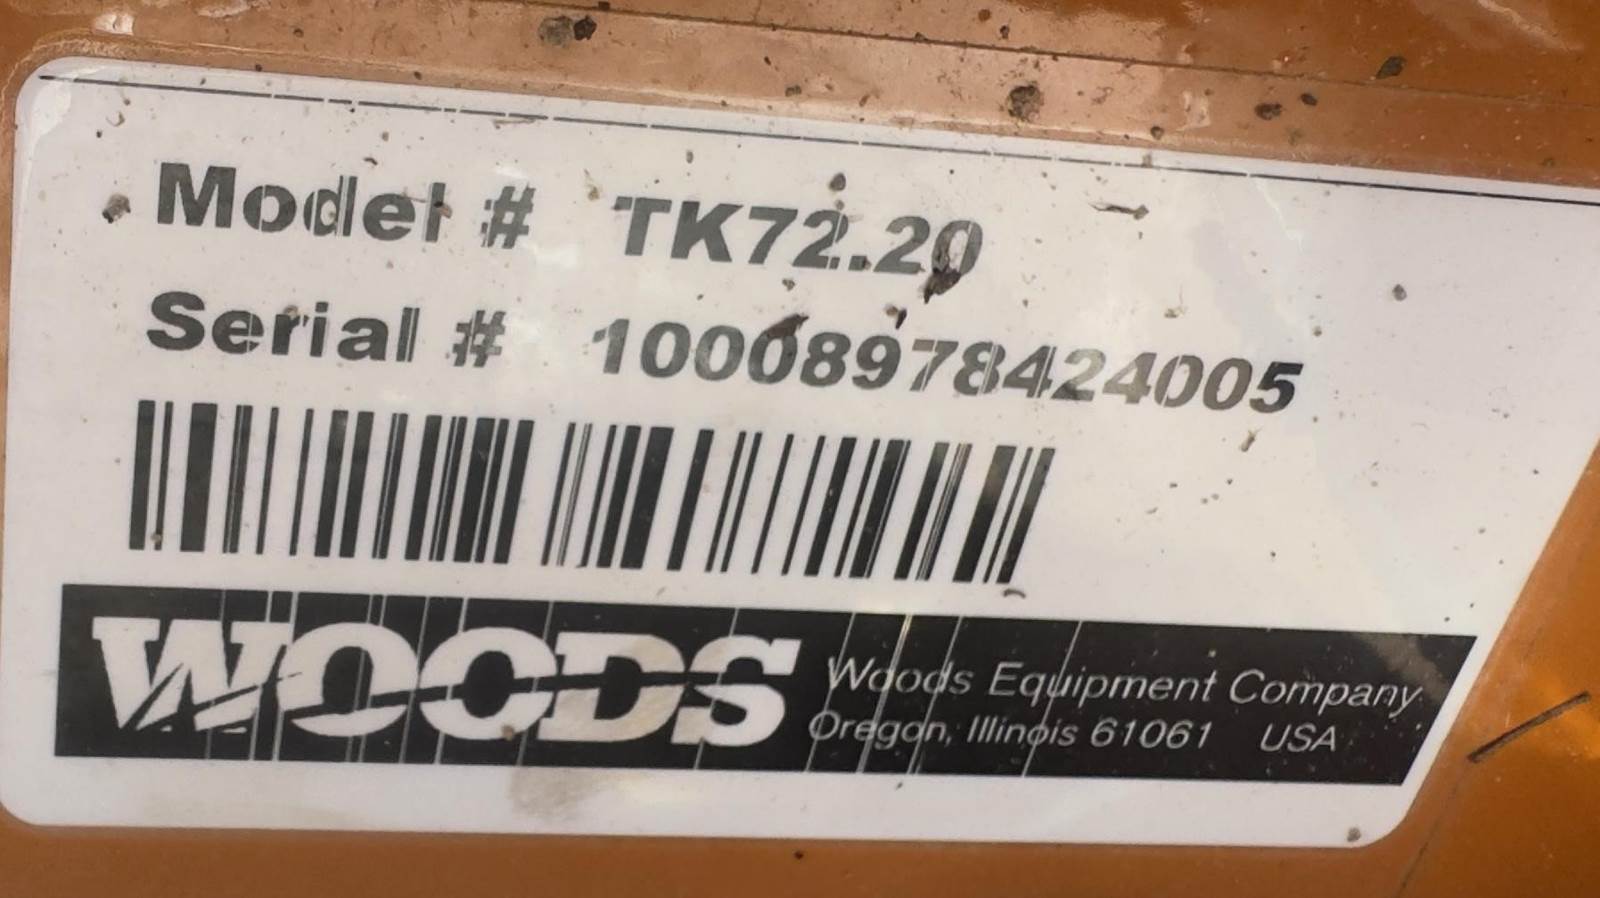 Model # TK72.20
Serial # 10008978424005
WOODS
Woods Equipment Company
Oregon, Illinois 61061 USA